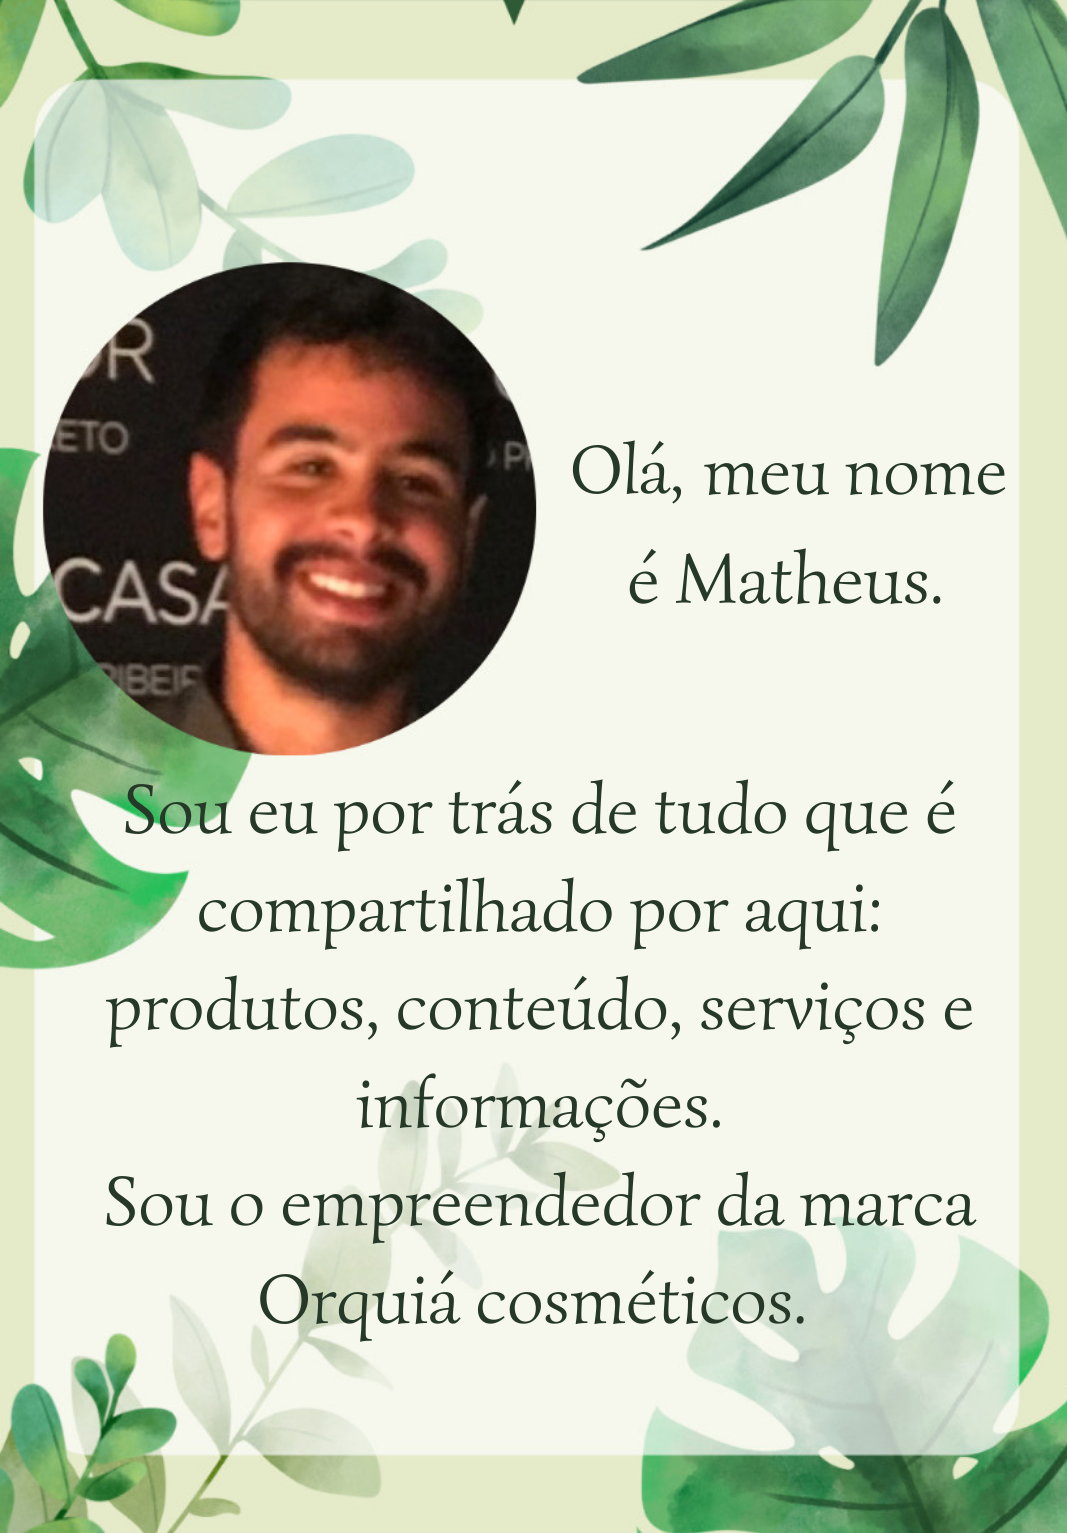 Olá, meu nome
é Matheus.
CASA
Sou eu por trás de tudo que é
compartilhado por aqui:
produtos, conteúdo, serviços e
informações.
Sou o empreendedor da marca
Orquiá cosméticos.